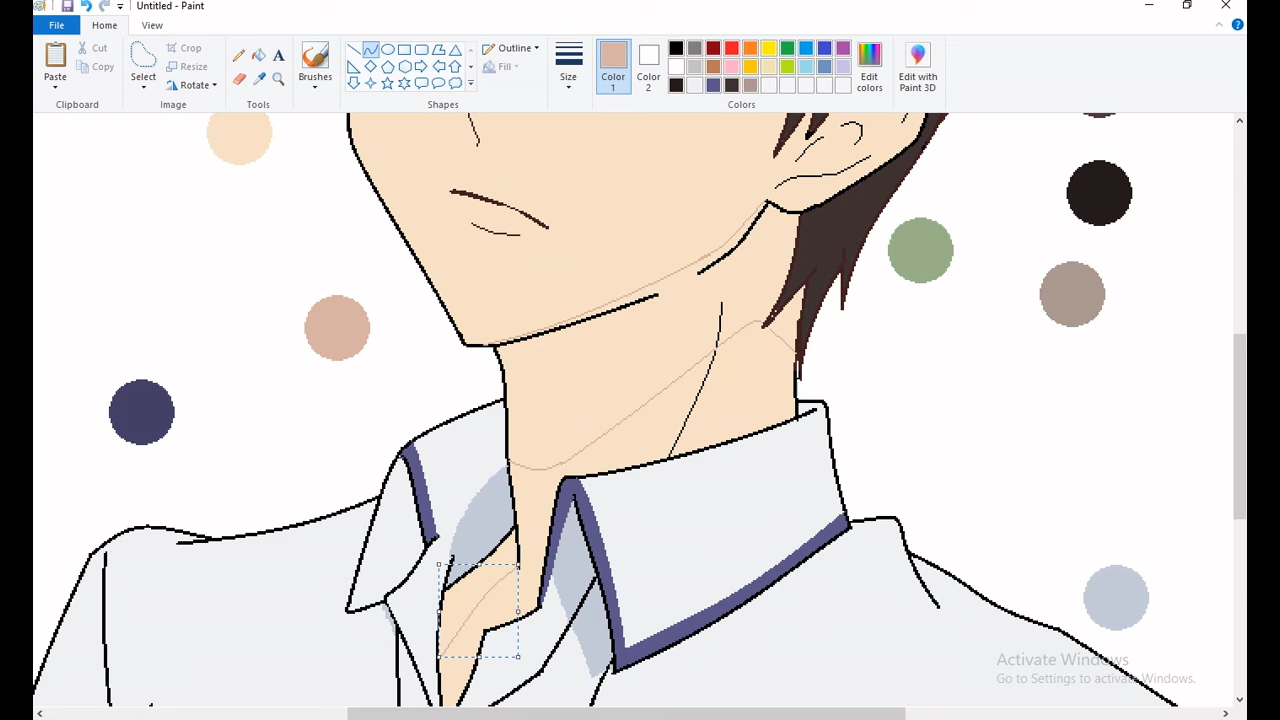 Untitled - Paint
File
Home
View
Paste
Cut
Copy
Clipboard
Select
Crop
Resize
Rotate
Image
A
Tools
Brushes
Outline
Fill
Shapes
Size
Color
1
Color
2
Edit
colors
Colors
Edit with
Paint 3D
Activate Windows
Go to Settings to activate Windows.